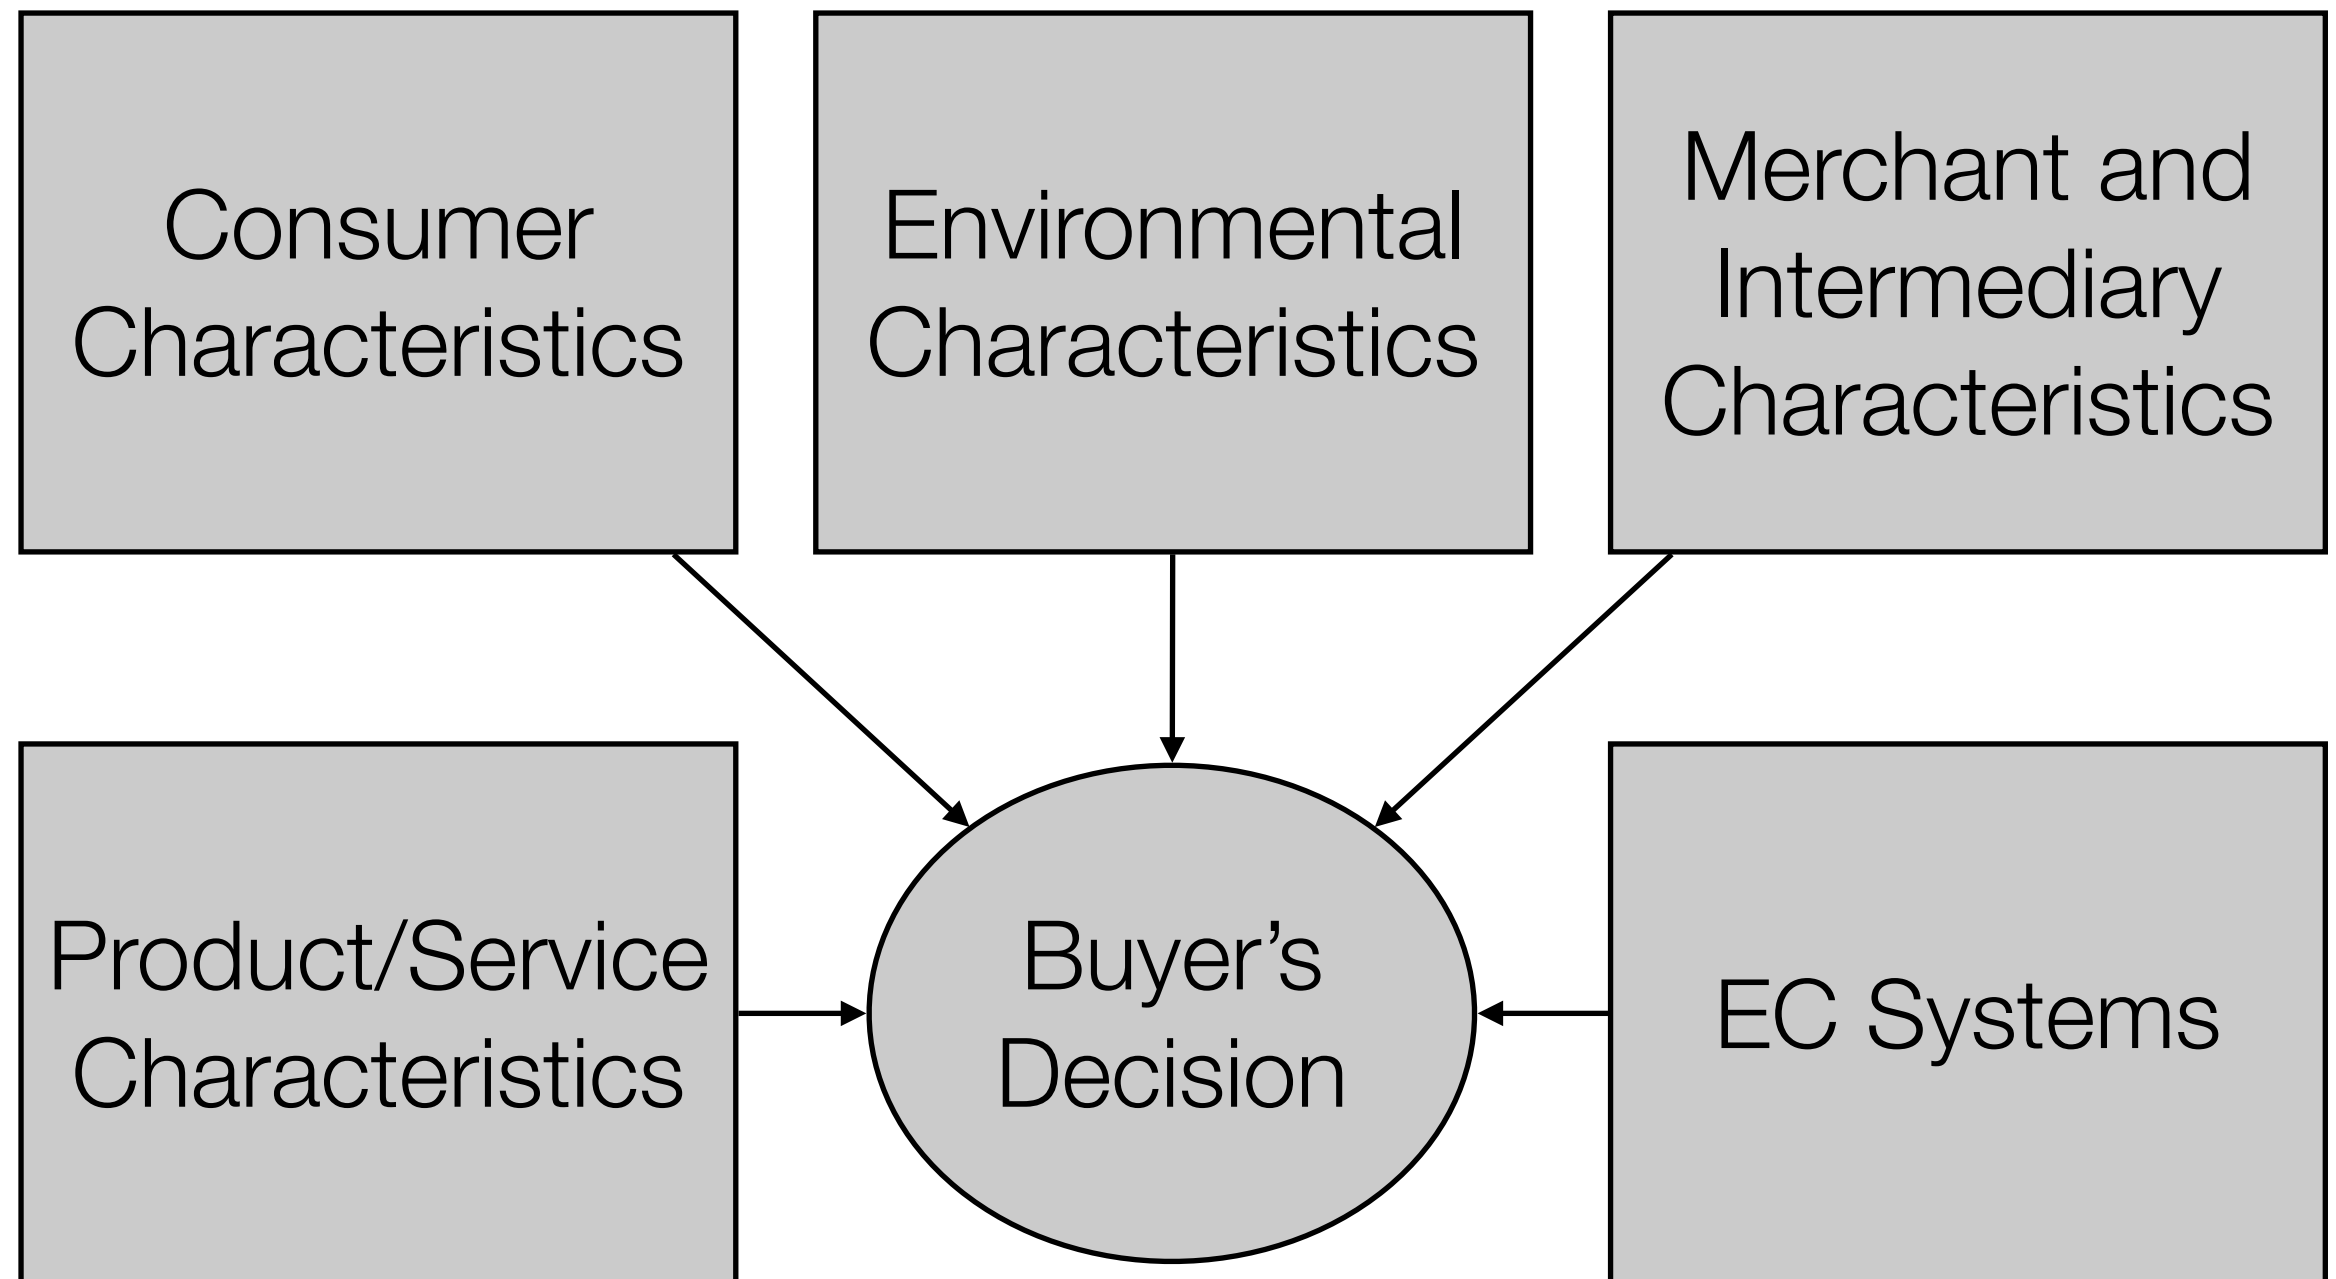 Consumer
Characteristics
Environmental
Characteristics
Merchant and
Intermediary
Characteristics
Product/Service
Characteristics
Buyer’s
Decision
EC Systems